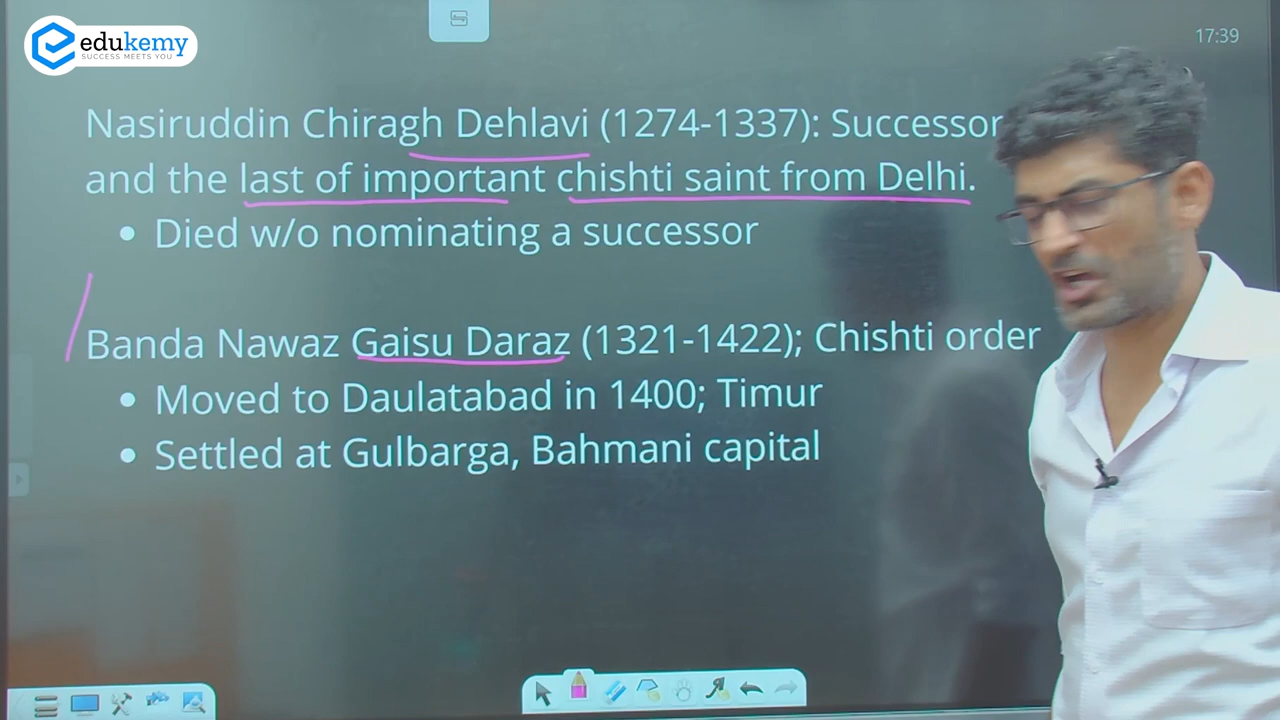 edukemy
SUCCESS MEETS YOU
17:39
Nasiruddin Chiragh Dehlavi (1274-1337): Successor
and the last of important chishti saint from Delhi.
• Died w/o nominating a successor
Banda Nawaz Gaisu Daraz (1321-1422); Chishti order
• Moved to Daulatabad in 1400; Timur
• Settled at Gulbarga, Bahmani capital